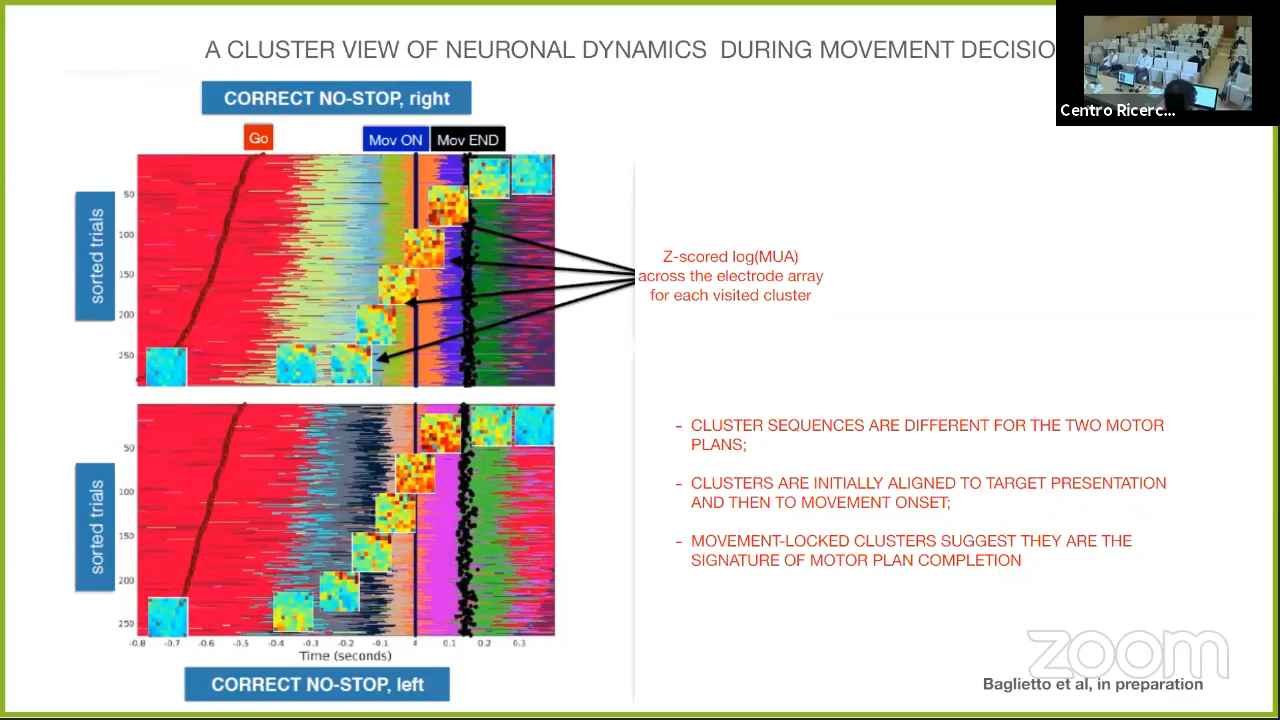 A CLUSTER VIEW OF NEURONAL DYNAMICS DURING MOVEMENT DECISIO
Centro Ricerc...
CORRECT NO-STOP, right
Go
Mov ON
Mov END
sorted trials
50
100
150
200
250
Z-scored log(MUA)
across the electrode array
for each visited cluster
sorted trials
50
100
150
200
250
-0.8 -0.7 -0.6 -0.5 -0.4 -0.3 -0.2 -0.1 0.1 0.2 0.3
Time (seconds)
CORRECT NO-STOP, left
- CLUSTER SEQUENCES ARE DIFFERENT FOR THE TWO MOTOR
PLANS;
- CLUSTERS ARE INITIALLY ALIGNED TO TARGET PRESENTATION
AND THEN TO MOVEMENT ONSET;
- MOVEMENT-LOCKED CLUSTERS SUGGEST THEY ARE THE
SIGNATURE OF MOTOR PLAN COMPLETION
zoom
Baglietto et al, in preparation